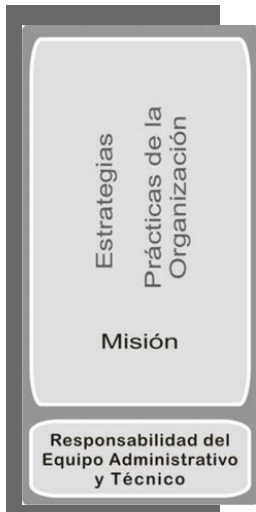 Estrategias
Prácticas de la
Organización
Misión
Responsabilidad del
Equipo Administrativo
y Técnico